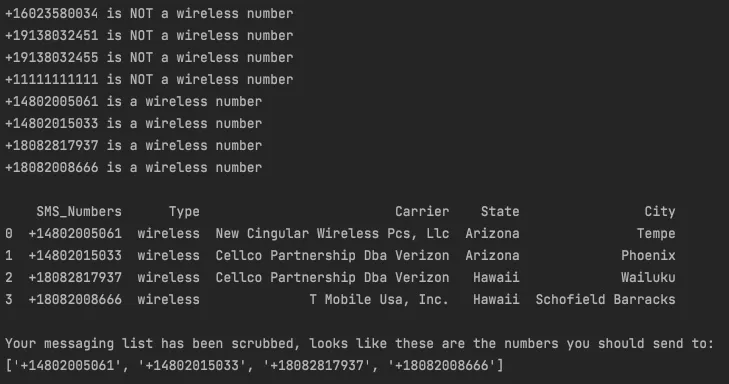 +16023580034 is NOT a wireless number
+19138032451 is NOT a wireless number
+19138032455 is NOT a wireless number
+11111111111 is NOT a wireless number
+14802005061 is a wireless number
+14802015033 is a wireless number
+18082817937 is a wireless number
+18082008666 is a wireless number
SMS_Numbers Type Carrier State City
0 +14802005061 wireless New Cingular Wireless Pcs, Llc Arizona Tempe
1 +14802015033 wireless Cellco Partnership Dba Verizon Arizona Phoenix
2 +18082817937 wireless Cellco Partnership Dba Verizon Hawaii Wailuku
3 +18082008666 wireless T Mobile Usa, Inc. Hawaii Schofield Barracks
Your messaging list has been scrubbed, looks like these are the numbers you should send to:
['+14802005061', '+14802015033', '+18082817937', '+18082008666']